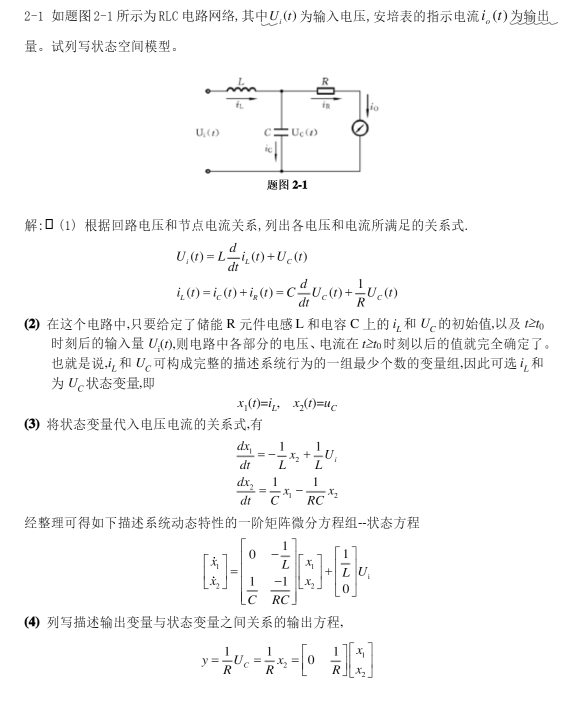 2-1 如题图2-1所示为RLC电路网络,其中U_i(t)为输入电压,安培表的指示电流i_o(t)为输出
量。试列写状态空间模型。
L R
i_L i_R i_O
U_i(t) C U_C(t)
i_C
题图 2-1
解:□ (1) 根据回路电压和节点电流关系,列出各电压和电流所满足的关系式.
U_i(t)=L d/dt i_L(t)+U_C(t)
i_L(t)=i_C(t)+i_R(t)=C d/dt U_C(t)+1/R U_C(t)
(2) 在这个电路中,只要给定了储能 R 元件电感 L 和电容 C 上的 i_L 和 U_C 的初始值,以及 t≥t₀
时刻后的输入量 U_i(t),则电路中各部分的电压、电流在 t≥t₀ 时刻以后的值就完全确定了。
也就是说,i_L 和 U_C 可构成完整的描述系统行为的一组最少个数的变量组,因此可选 i_L 和
为 U_C 状态变量,即
x₁(t)=i_L, x₂(t)=u_C
(3) 将状态变量代入电压电流的关系式,有
dx₁/dt=-1/L x₂+1/L U_i
dx₂/dt=1/C x₁-1/RC x₂
经整理可得如下描述系统动态特性的一阶矩阵微分方程组--状态方程
[ẋ₁ ; ẋ₂]=[0 -1/L ; 1/C -1/RC][x₁ ; x₂]+[1/L ; 0]U_i
(4) 列写描述输出变量与状态变量之间关系的输出方程,
y=1/R U_C=1/R x₂=[0 1/R][x₁ ; x₂]